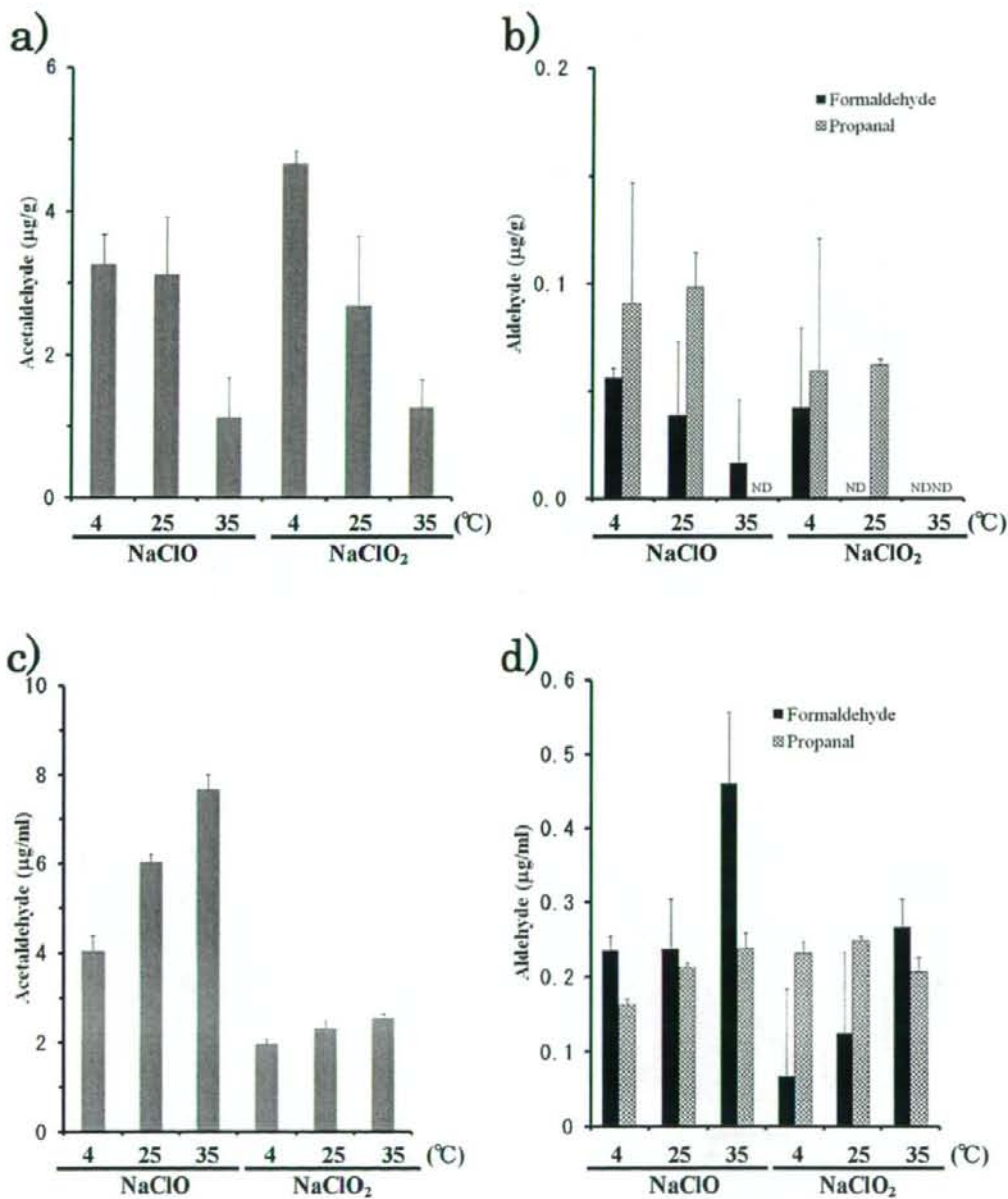 a)
6
4
2
0
Acetaldehyde (μg/g)
4 25 35 (℃)
NaClO NaClO₂
b)
0.2
0.1
0.0
Aldehyde (μg/g)
Formaldehyde
Propanal
ND ND NDND
4 25 35 4 25 35 (℃)
NaClO NaClO₂
c)
10
8
6
4
2
0
Acetaldehyde (μg/ml)
4 25 35 4 25 35 (℃)
NaClO NaClO₂
d)
0.6
0.5
0.4
0.3
0.2
0.1
0
Aldehyde (μg/ml)
Formaldehyde
Propanal
4 25 35 4 25 35 (℃)
NaClO NaClO₂